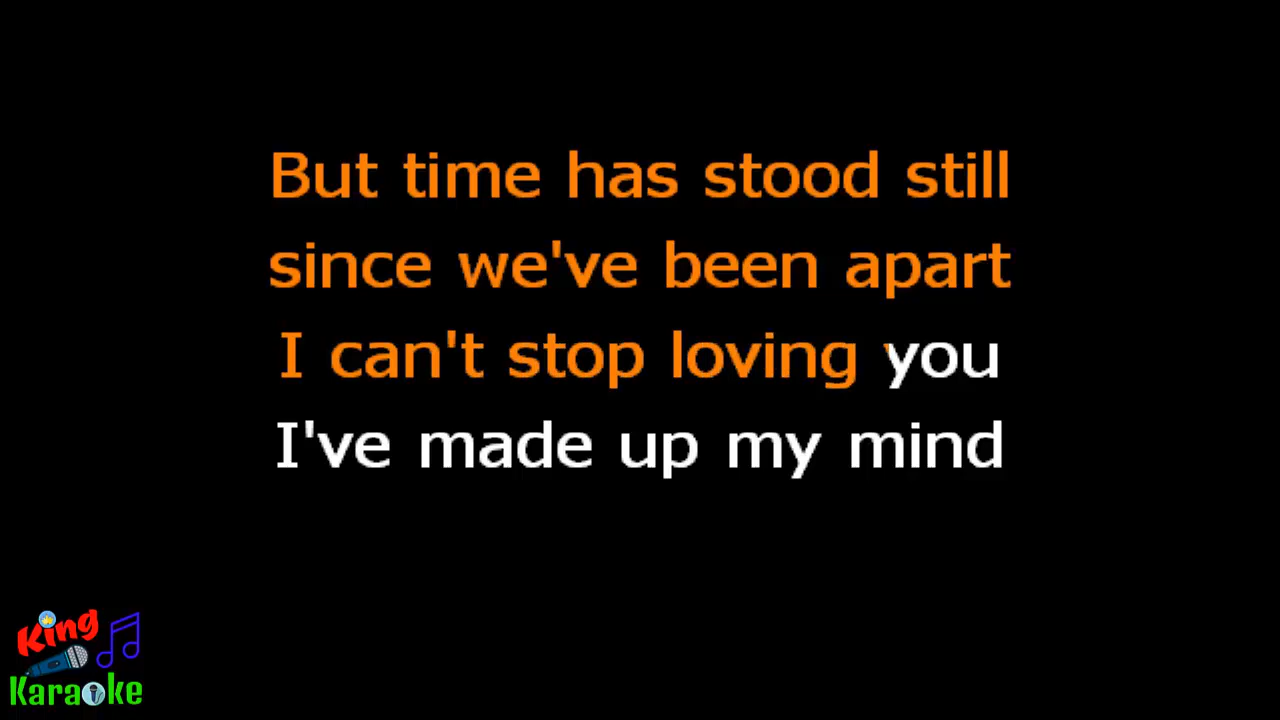 But time has stood still
since we've been apart
I can't stop loving you
I've made up my mind
King
Karaoke